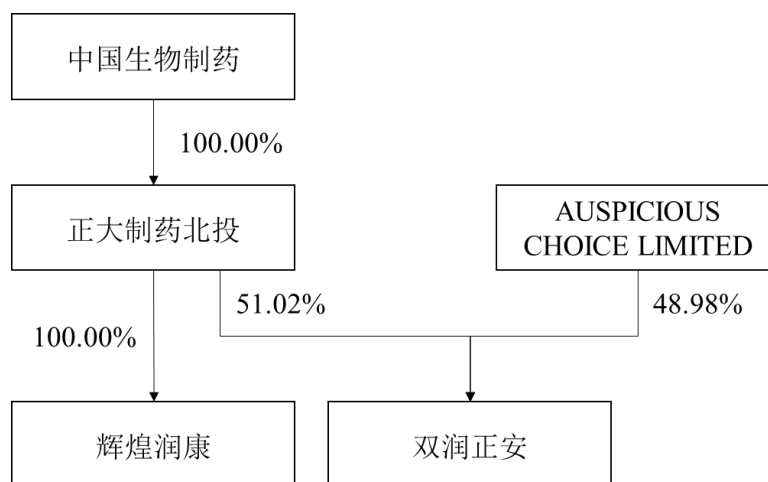 中国生物制药
100.00%
正大制药北投
AUSPICIOUS
CHOICE LIMITED
51.02%
48.98%
100.00%
辉煌润康
双润正安